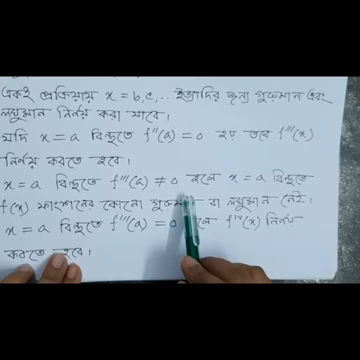 একই প্রক্রিয়ায় x = b, c, ... ইত্যাদির জন্য গুরুমান এবং
লঘুমান নির্ণয় করা যাবে।
যদি x = a বিন্দুতে f''(a) = 0 হয় তবে f'''(x)
নির্ণয় করতে হবে।
x = a বিন্দুতে f'''(a) ≠ 0 হলে x = a বিন্দুতে
f(x) ফাংশনের কোনো গুরুমান বা লঘুমান নেই।
x = a বিন্দুতে f'''(a) = 0 হলে f^iv(x) নির্ণয়
করতে হবে।